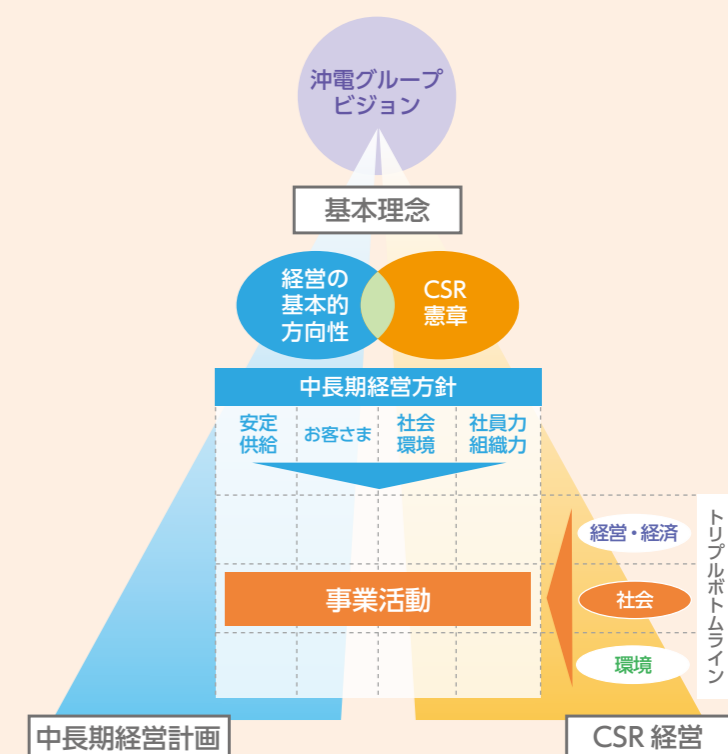 沖電グループ
ビジョン
基本理念
経営の
基本的
方向性
CSR
憲章
中長期経営方針
安定
供給
お客さま
社会
環境
社員力
組織力
経営・経済
事業活動
社会
環境
トリプルボトムライン
中長期経営計画
CSR 経営